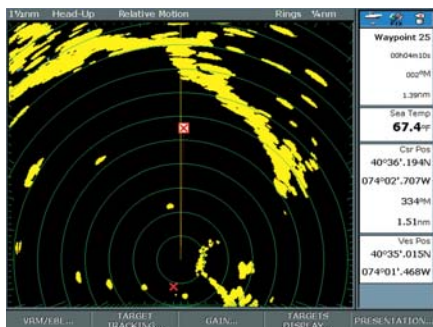 1½nm Head-Up Relative Motion Rings ¼nm
Waypoint 25
00h04m10s
002°M
1.39nm
Sea Temp
67.4°F
Csr Pos
40°36'.194N
074°02'.707W
334°M
1.51nm
Ves Pos
40°35'.015N
074°01'.468W
VRM/EBL... TARGET TRACKING... GAIN... TARGETS DISPLAY... PRESENTATION...